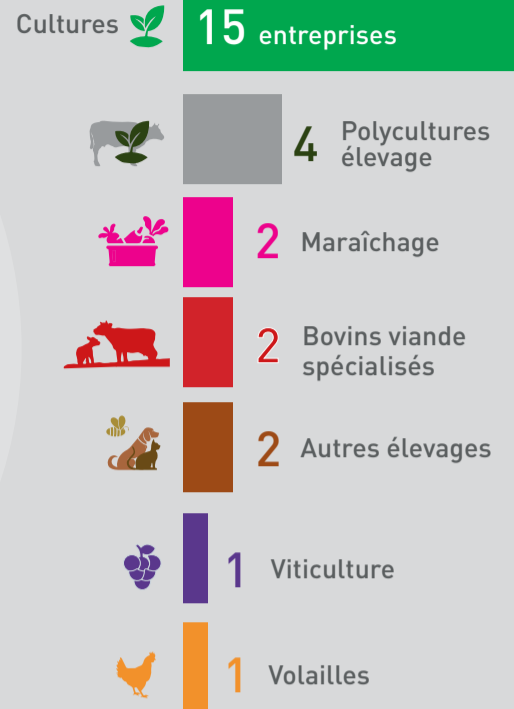 Cultures 15 entreprises
4 Polycultures
élevage
2 Maraîchage
2 Bovins viande
spécialisés
2 Autres élevages
1 Viticulture
1 Volailles